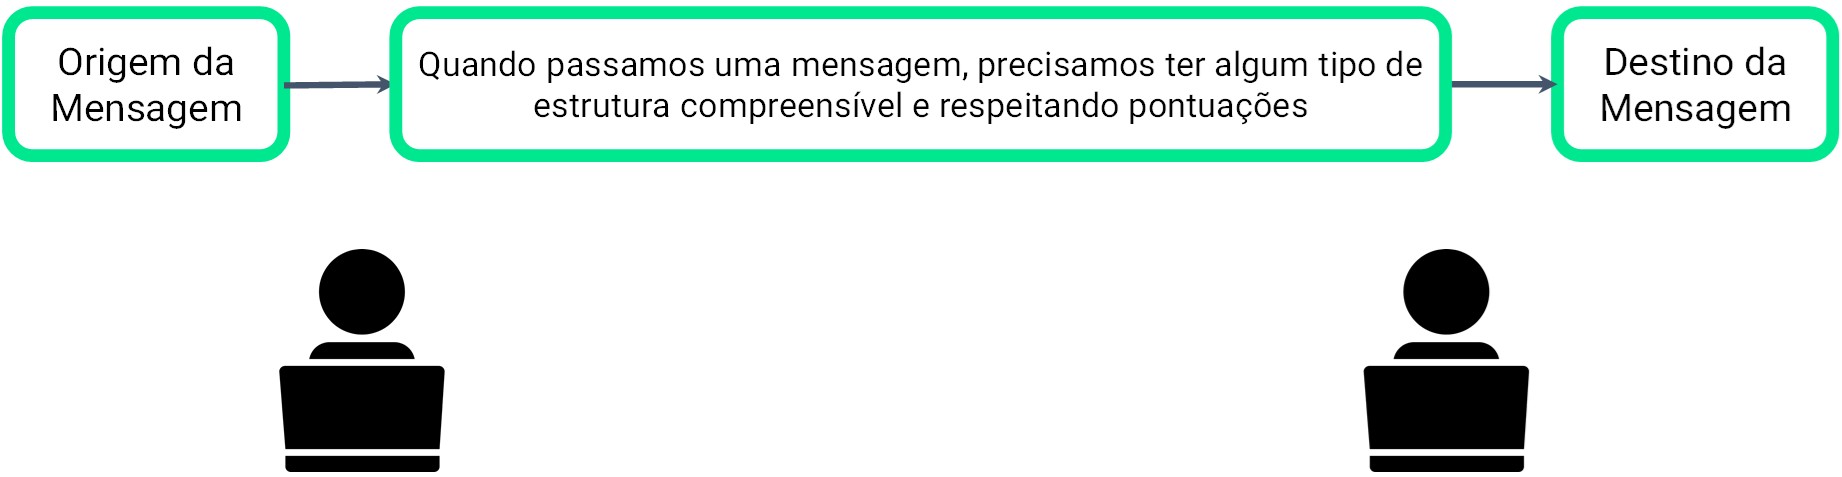 Origem da
Mensagem
Quando passamos uma mensagem, precisamos ter algum tipo de
estrutura compreensível e respeitando pontuações
Destino da
Mensagem